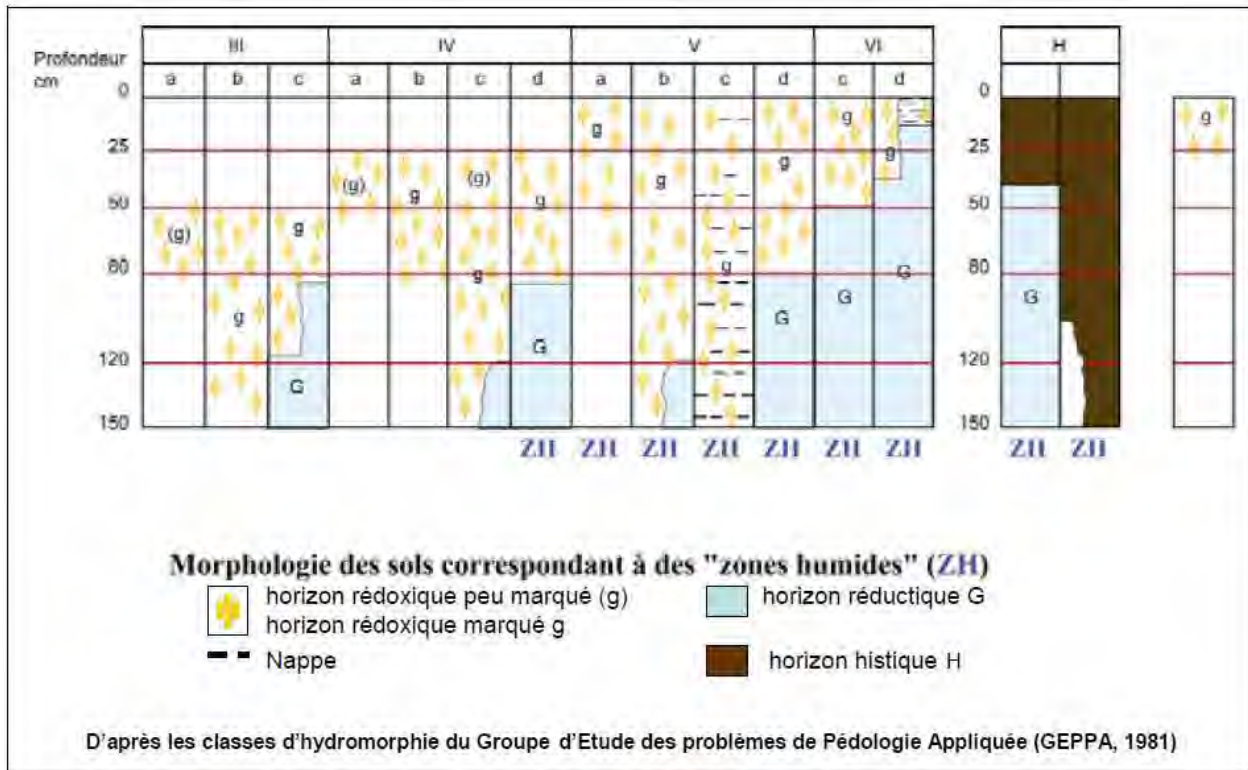 III IV V VI H
Profondeur
cm
a b c a b c d a b c d c d
0 0
g g g
25 25
(g) g (g) g g b g g
50 50
(g) g g
80 80
g g G G G G G
120 120
G
150 150
ZH ZH ZH ZH ZH ZH ZH ZH ZH
Morphologie des sols correspondant à des "zones humides" (ZH)
horizon rédoxique peu marqué (g)
horizon réductique G
horizon rédoxique marqué g
Nappe
horizon histique H
D'après les classes d'hydromorphie du Groupe d'Etude des problèmes de Pédologie Appliquée (GEPPA, 1981)